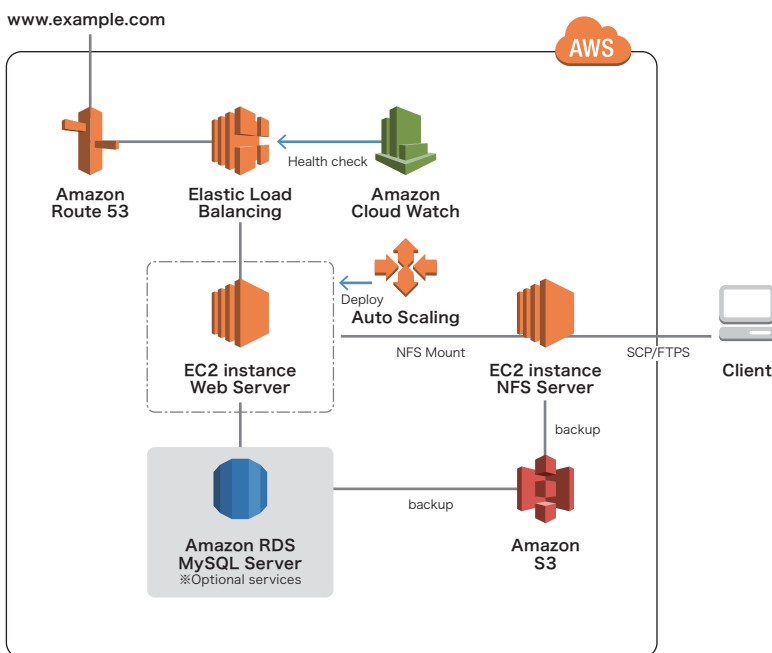 www.example.com
AWS
Health check
Amazon
Route 53
Elastic Load
Balancing
Amazon
Cloud Watch
Deploy
Auto Scaling
NFS Mount
SCP/FTPS
EC2 instance
Web Server
EC2 instance
NFS Server
Client
backup
backup
Amazon RDS
MySQL Server
※Optional services
Amazon
S3